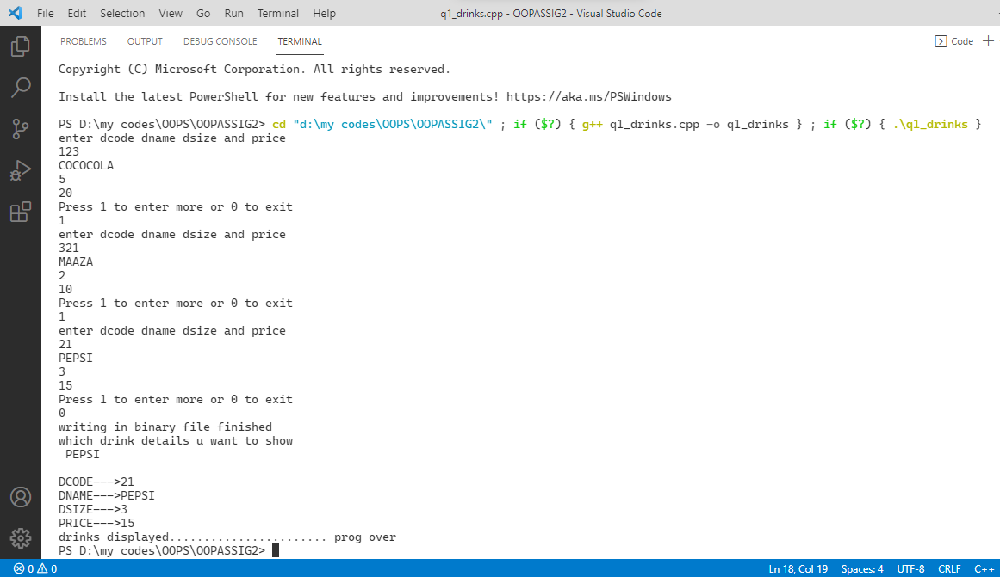 File Edit Selection View Go Run Terminal Help q1_drinks.cpp - OOPASSIG2 - Visual Studio Code
PROBLEMS OUTPUT DEBUG CONSOLE TERMINAL Code
Copyright (C) Microsoft Corporation. All rights reserved.
Install the latest PowerShell for new features and improvements! https://aka.ms/PSWindows
PS D:\my codes\OOPS\OOPASSIG2> cd "d:\my codes\OOPS\OOPASSIG2\" ; if ($?) { g++ q1_drinks.cpp -o q1_drinks } ; if ($?) { .\q1_drinks }
enter dcode dname dsize and price
123
COCOCOLA
5
20
Press 1 to enter more or 0 to exit
1
enter dcode dname dsize and price
321
MAAZA
2
10
Press 1 to enter more or 0 to exit
1
enter dcode dname dsize and price
21
PEPSI
3
15
Press 1 to enter more or 0 to exit
0
writing in binary file finished
which drink details u want to show
PEPSI
DCODE--->21
DNAME--->PEPSI
DSIZE--->3
PRICE--->15
drinks displayed....................... prog over
PS D:\my codes\OOPS\OOPASSIG2>
0 0 Ln 18, Col 19 Spaces: 4 UTF-8 CRLF C++